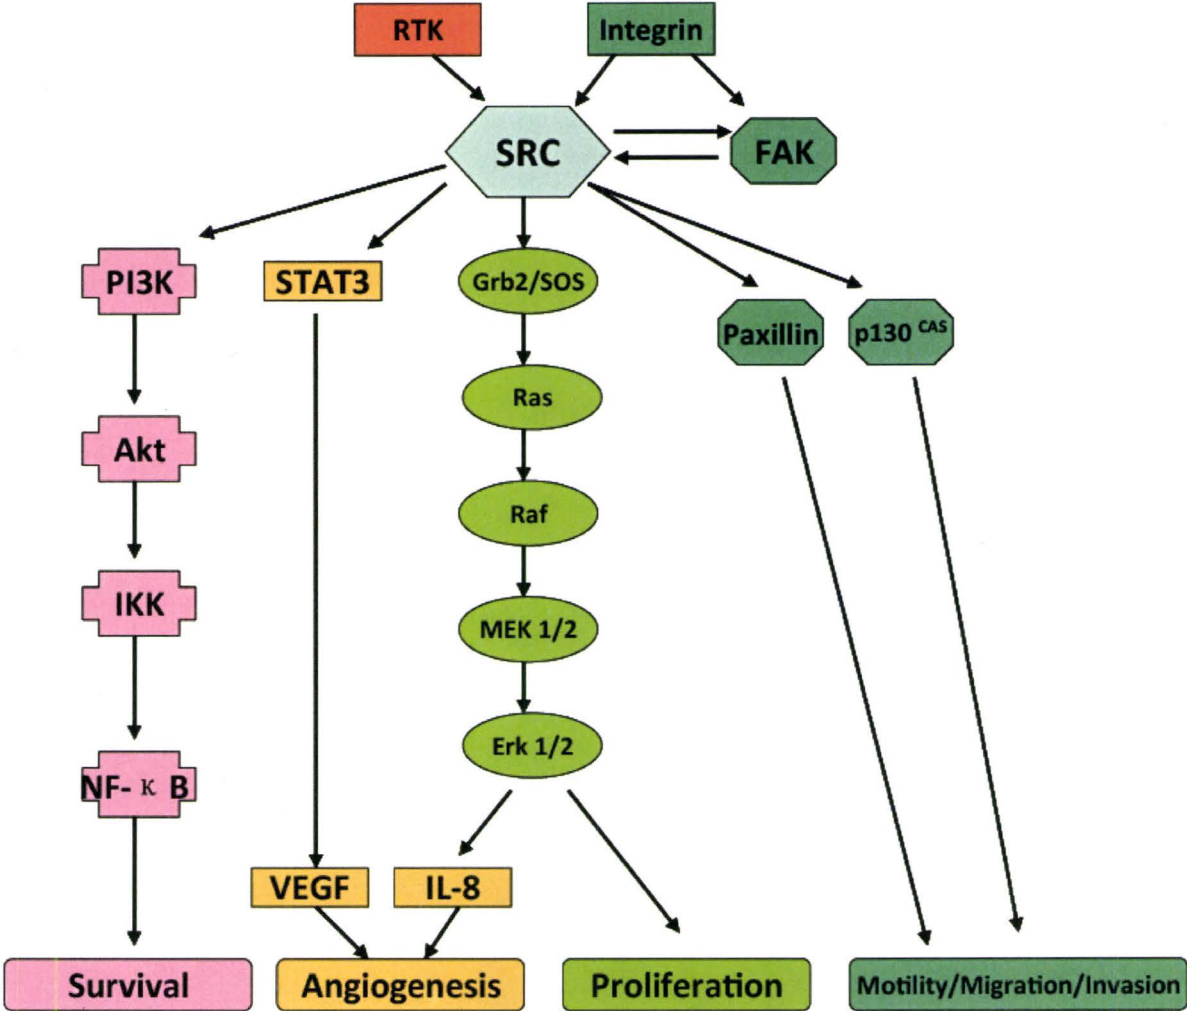 RTK
Integrin
SRC
FAK
PI3K
STAT3
Grb2/SOS
Paxillin
p130 CAS
Ras
Akt
Raf
IKK
MEK 1/2
Erk 1/2
NF- κ B
VEGF
IL-8
Survival
Angiogenesis
Proliferation
Motility/Migration/Invasion